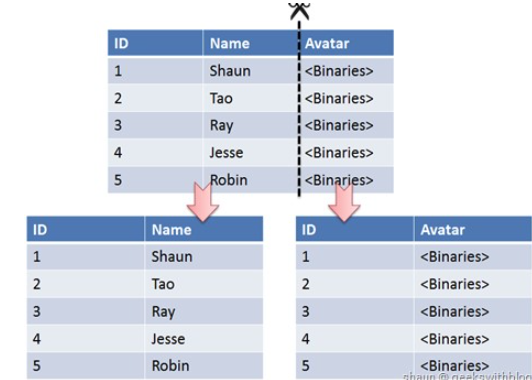 ID Name Avatar
1 Shaun <Binaries>
2 Tao <Binaries>
3 Ray <Binaries>
4 Jesse <Binaries>
5 Robin <Binaries>
ID Name
1 Shaun
2 Tao
3 Ray
4 Jesse
5 Robin
ID Avatar
1 <Binaries>
2 <Binaries>
3 <Binaries>
4 <Binaries>
5 <Binaries>
shaun @ geekswithblog